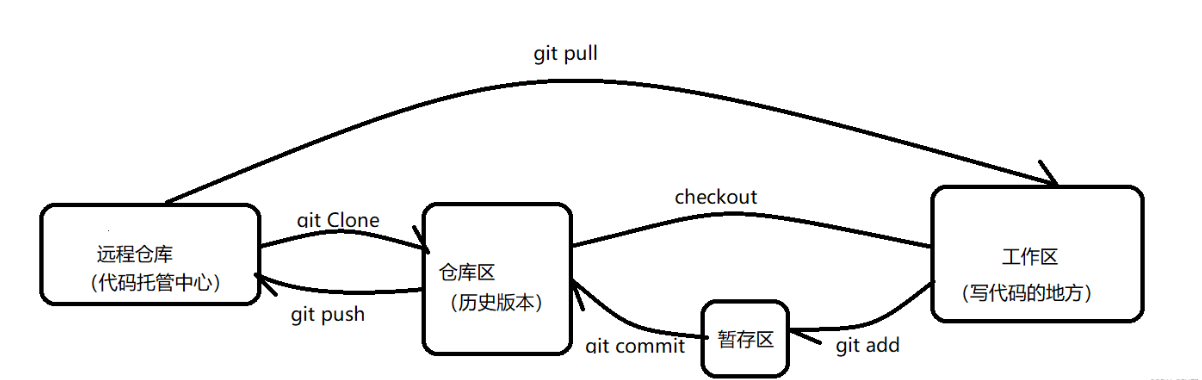 git pull
checkout
git Clone
远程仓库
(代码托管中心)
仓库区
(历史版本)
工作区
(写代码的地方)
git push
git commit
暂存区
git add